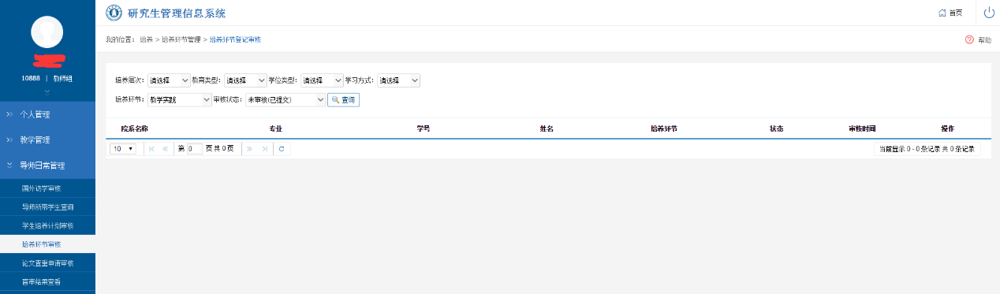 研究生管理信息系统
首页
我的位置： 培养 > 培养环节管理 > 培养环节登记审核
帮助
10888 | 教师组
个人管理
教学管理
导师日常管理
国外访学审核
导师所带学生查询
学生培养计划审核
培养环节审核
论文查重申请审核
盲审结果查看
培养层次： 请选择 教育类型： 请选择 学位类型： 请选择 学习方式： 请选择
培养环节： 教学实践 审核状态： 未审核(已提交) 查询
院系名称 专业 学号 姓名 培养环节 状态 审核时间 操作
10 第 0 页 共 0 页 当前显示 0 - 0 条记录 共 0 条记录